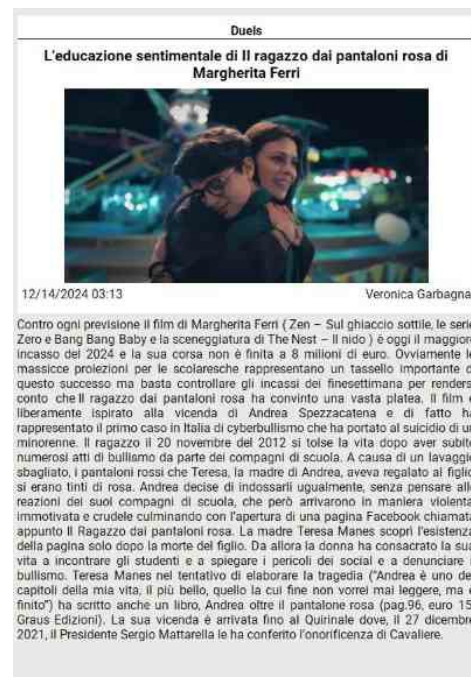 Duels
L'educazione sentimentale di Il ragazzo dai pantaloni rosa di
Margherita Ferri
12/14/2024 03:13
Veronica Garbagna
Contro ogni previsione il film di Margherita Ferri ( Zen – Sul ghiaccio sottile, le serie
Zero e Bang Bang Baby e la sceneggiatura di The Nest – Il nido ) è oggi il maggiore
incasso del 2024 e la sua corsa non è finita a 8 milioni di euro. Ovviamente le
massicce proiezioni per le scolaresche rappresentano un tassello importante d
questo successo ma basta controllare gli incassi dei finesettimana per renders
conto che Il ragazzo dai pantaloni rosa ha convinto una vasta platea. Il film è
liberamente ispirato alla vicenda di Andrea Spezzacatena e di fatto ha
rappresentato il primo caso in Italia di cyberbullismo che ha portato al suicidio di un
minorenne. Il ragazzo il 20 novembre del 2012 si tolse la vita dopo aver subito
numerosi atti di bullismo da parte dei compagni di scuola. A causa di un lavaggio
sbagliato, i pantaloni rossi che Teresa, la madre di Andrea, aveva regalato al figlio
si erano tinti di rosa. Andrea decise di indossarli ugualmente, senza pensare alle
reazioni dei suoi compagni di scuola, che però arrivarono in maniera violenta
immotivata e crudele culminando con l'apertura di una pagina Facebook chiamata
appunto Il Ragazzo dai pantaloni rosa. La madre Teresa Manes scoprì l'esistenza
della pagina solo dopo la morte del figlio. Da allora la donna ha consacrato la sua
vita a incontrare gli studenti e a spiegare i pericoli dei social e a denunciare i
bullismo. Teresa Manes nel tentativo di elaborare la tragedia ("Andrea è uno de
capitoli della mia vita, il più bello, quello la cui fine non vorrei mai leggere, ma è
finito") ha scritto anche un libro, Andrea oltre il pantalone rosa (pag.96, euro 15
Graus Edizioni). La sua vicenda è arrivata fino al Quirinale dove, il 27 dicembre
2021, il Presidente Sergio Mattarella le ha conferito l'onorificenza di Cavaliere.